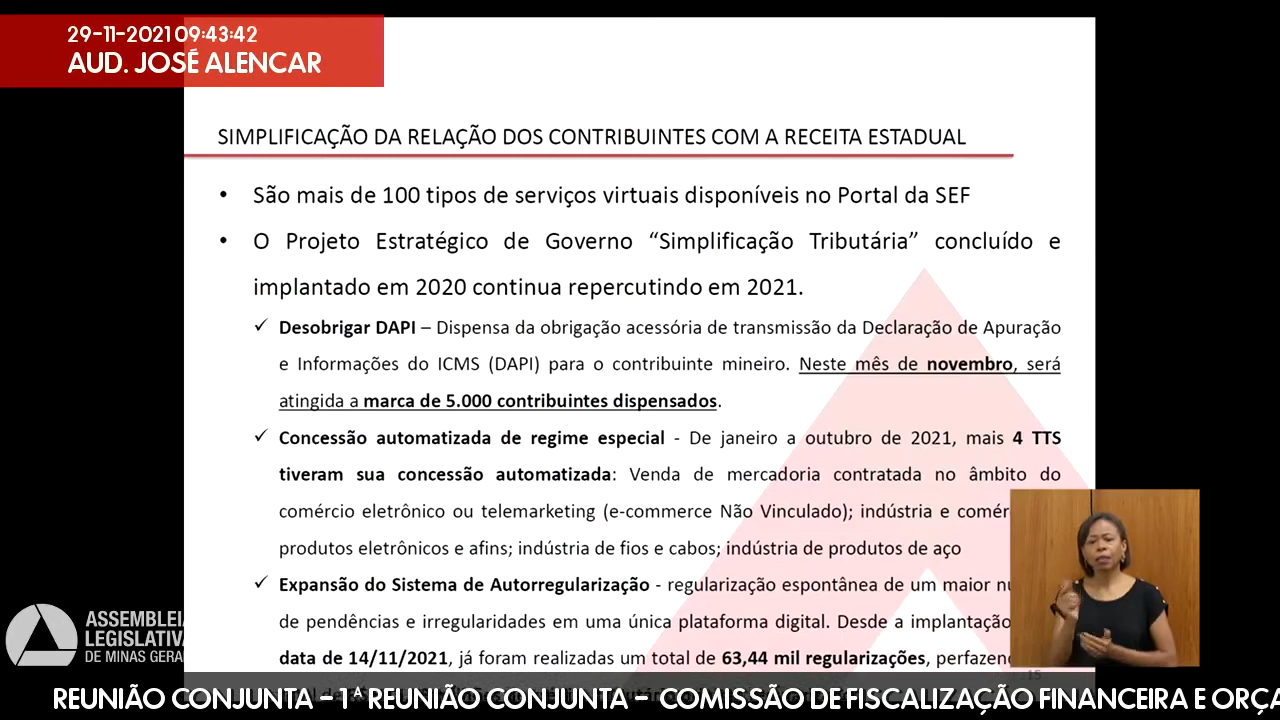 29-11-2021 09:43:42
AUD. JOSÉ ALENCAR
SIMPLIFICAÇÃO DA RELAÇÃO DOS CONTRIBUINTES COM A RECEITA ESTADUAL
• São mais de 100 tipos de serviços virtuais disponíveis no Portal da SEF
• O Projeto Estratégico de Governo “Simplificação Tributária” concluído e
implantado em 2020 continua repercutindo em 2021.
✓ Desobrigar DAPI – Dispensa da obrigação acessória de transmissão da Declaração de Apuração
e Informações do ICMS (DAPI) para o contribuinte mineiro. Neste mês de novembro, será
atingida a marca de 5.000 contribuintes dispensados.
✓ Concessão automatizada de regime especial - De janeiro a outubro de 2021, mais 4 TTS
tiveram sua concessão automatizada: Venda de mercadoria contratada no âmbito do
comércio eletrônico ou telemarketing (e-commerce Não Vinculado); indústria e comér
produtos eletrônicos e afins; indústria de fios e cabos; indústria de produtos de aço
✓ Expansão do Sistema de Autorregularização - regularização espontânea de um maior nu
de pendências e irregularidades em uma única plataforma digital. Desde a implantação
data de 14/11/2021, já foram realizadas um total de 63,44 mil regularizações, perfazen
15
ASSEMBLEIA
LEGISLATIVA
DE MINAS GERAI
REUNIÃO CONJUNTA - 1ª REUNIÃO CONJUNTA - COMISSÃO DE FISCALIZAÇÃO FINANCEIRA E ORÇA